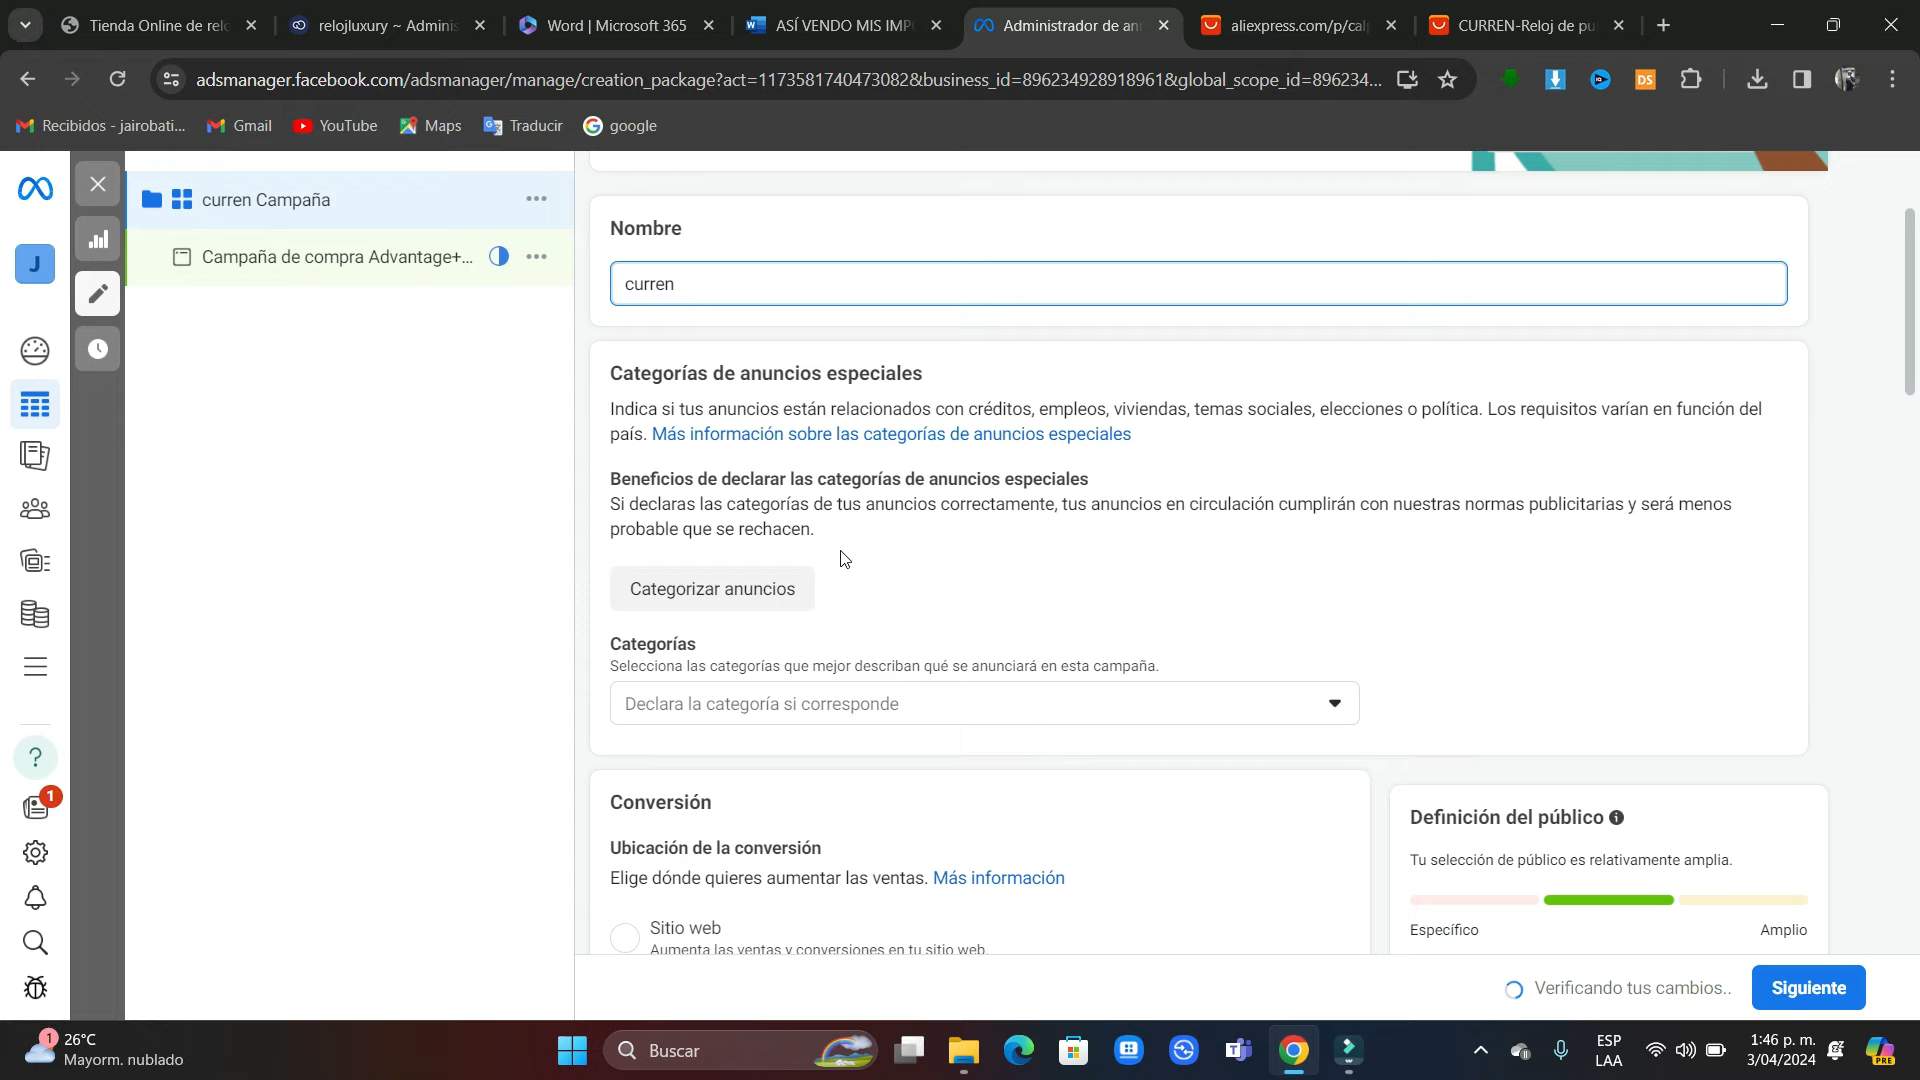 Tienda Online de relo
relojluxury ~ Adminis
Word | Microsoft 365
ASÍ VENDO MIS IMP
Administrador de an
aliexpress.com/p/cal
CURREN-Reloj de pu
adsmanager.facebook.com/adsmanager/manage/creation_package?act=1173581740473082&business_id=896234928918961&global_scope_id=896234...
DS
Recibidos - jairobati...
Gmail
YouTube
Maps
Traducir
google
J
curren Campaña
Campaña de compra Advantage+...
Nombre
curren
Categorías de anuncios especiales
Indica si tus anuncios están relacionados con créditos, empleos, viviendas, temas sociales, elecciones o política. Los requisitos varían en función del
país. Más información sobre las categorías de anuncios especiales
Beneficios de declarar las categorías de anuncios especiales
Si declaras las categorías de tus anuncios correctamente, tus anuncios en circulación cumplirán con nuestras normas publicitarias y será menos
probable que se rechacen.
Categorizar anuncios
Categorías
Selecciona las categorías que mejor describan qué se anunciará en esta campaña.
Declara la categoría si corresponde
Conversión
Ubicación de la conversión
Elige dónde quieres aumentar las ventas. Más información
Sitio web
Aumenta las ventas y conversiones en tu sitio web.
Definición del público
Tu selección de público es relativamente amplia.
Específico
Amplio
1
Verificando tus cambios..
Siguiente
1
26°C
Mayorm. nublado
Buscar
ESP
LAA
1:46 p. m.
3/04/2024
PRE